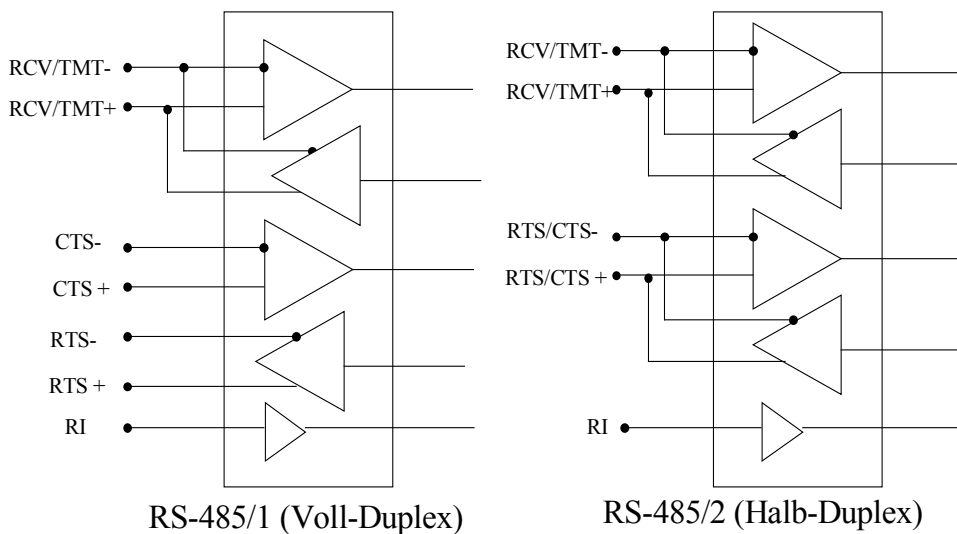 RCV/TMT-
RCV/TMT+
CTS-
CTS +
RTS-
RTS +
RI
RS-485/1 (Voll-Duplex)
RCV/TMT-
RCV/TMT+
RTS/CTS-
RTS/CTS +
RI
RS-485/2 (Halb-Duplex)